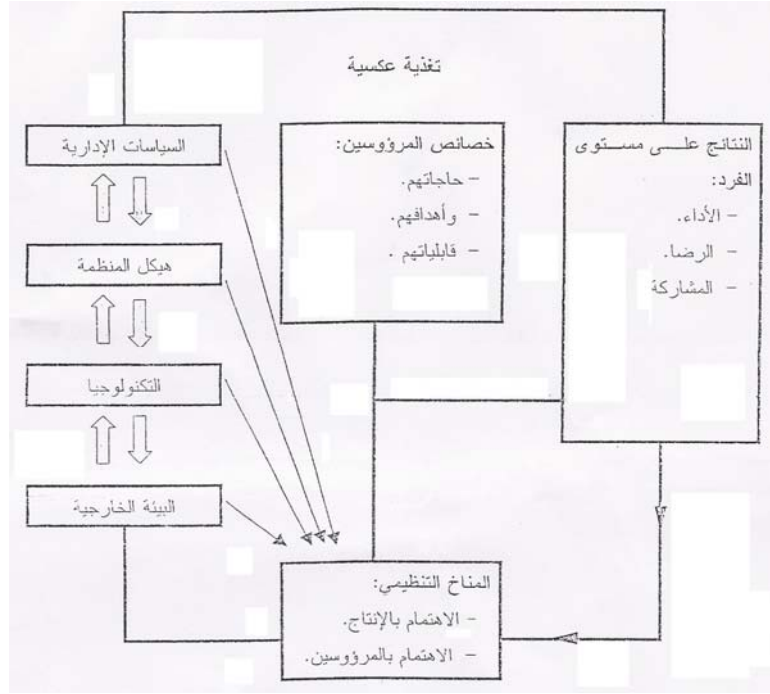 تغذية عكسية
النتائج علـــى مستـــوى
الفرد:
– الأداء.
– الرضا.
– المشاركة
خصائص المرؤوسين:
– حاجاتهم.
– وأهدافهم.
– قابلياتهم .
السياسات الإدارية
هيكل المنظمة
التكنولوجيا
البيئة الخارجية
المناخ التنظيمي:
– الاهتمام بالإنتاج.
– الاهتمام بالمرؤوسين.